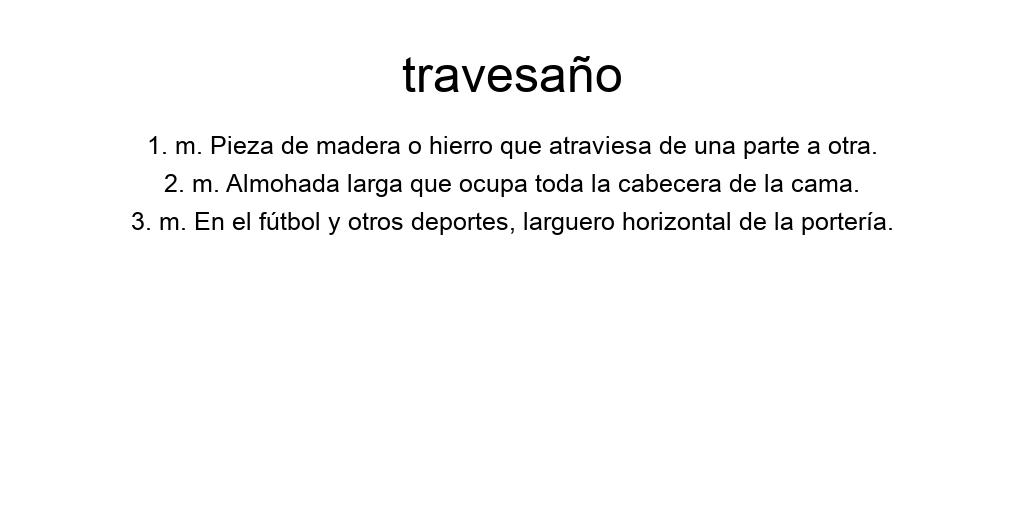 travesaño
1. m. Pieza de madera o hierro que atraviesa de una parte a otra.
2. m. Almohada larga que ocupa toda la cabecera de la cama.
3. m. En el fútbol y otros deportes, larguero horizontal de la portería.